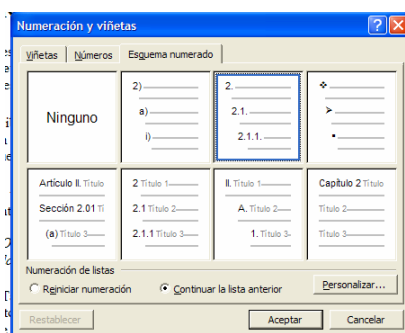 Numeración y viñetas
Viñetas Números Esquema numerado
Ninguno
2)
a)
i)
2.
2.1.
2.1.1.
Artículo II. Título
Sección 2.01 Tí
(a) Título 3
2 Título 1
2.1 Título 2
2.1.1 Título 3
II. Título 1
A. Título 2
1. Título 3
Capítulo 2 Título
Título 2
Título 3
Numeración de listas
Reiniciar numeración Continuar la lista anterior Personalizar...
Restablecer Aceptar Cancelar